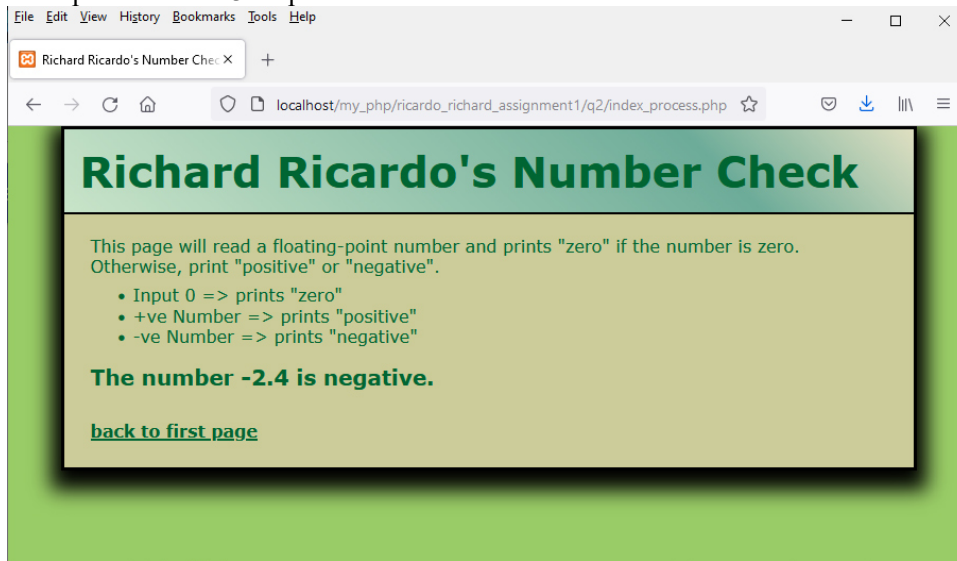 File Edit View History Bookmarks Tools Help
Richard Ricardo's Number Chec
localhost/my_php/ricardo_richard_assignment1/q2/index_process.php
Richard Ricardo's Number Check
This page will read a floating-point number and prints "zero" if the number is zero.
Otherwise, print "positive" or "negative".
• Input 0 => prints "zero"
• +ve Number => prints "positive"
• -ve Number => prints "negative"
The number -2.4 is negative.
back to first page